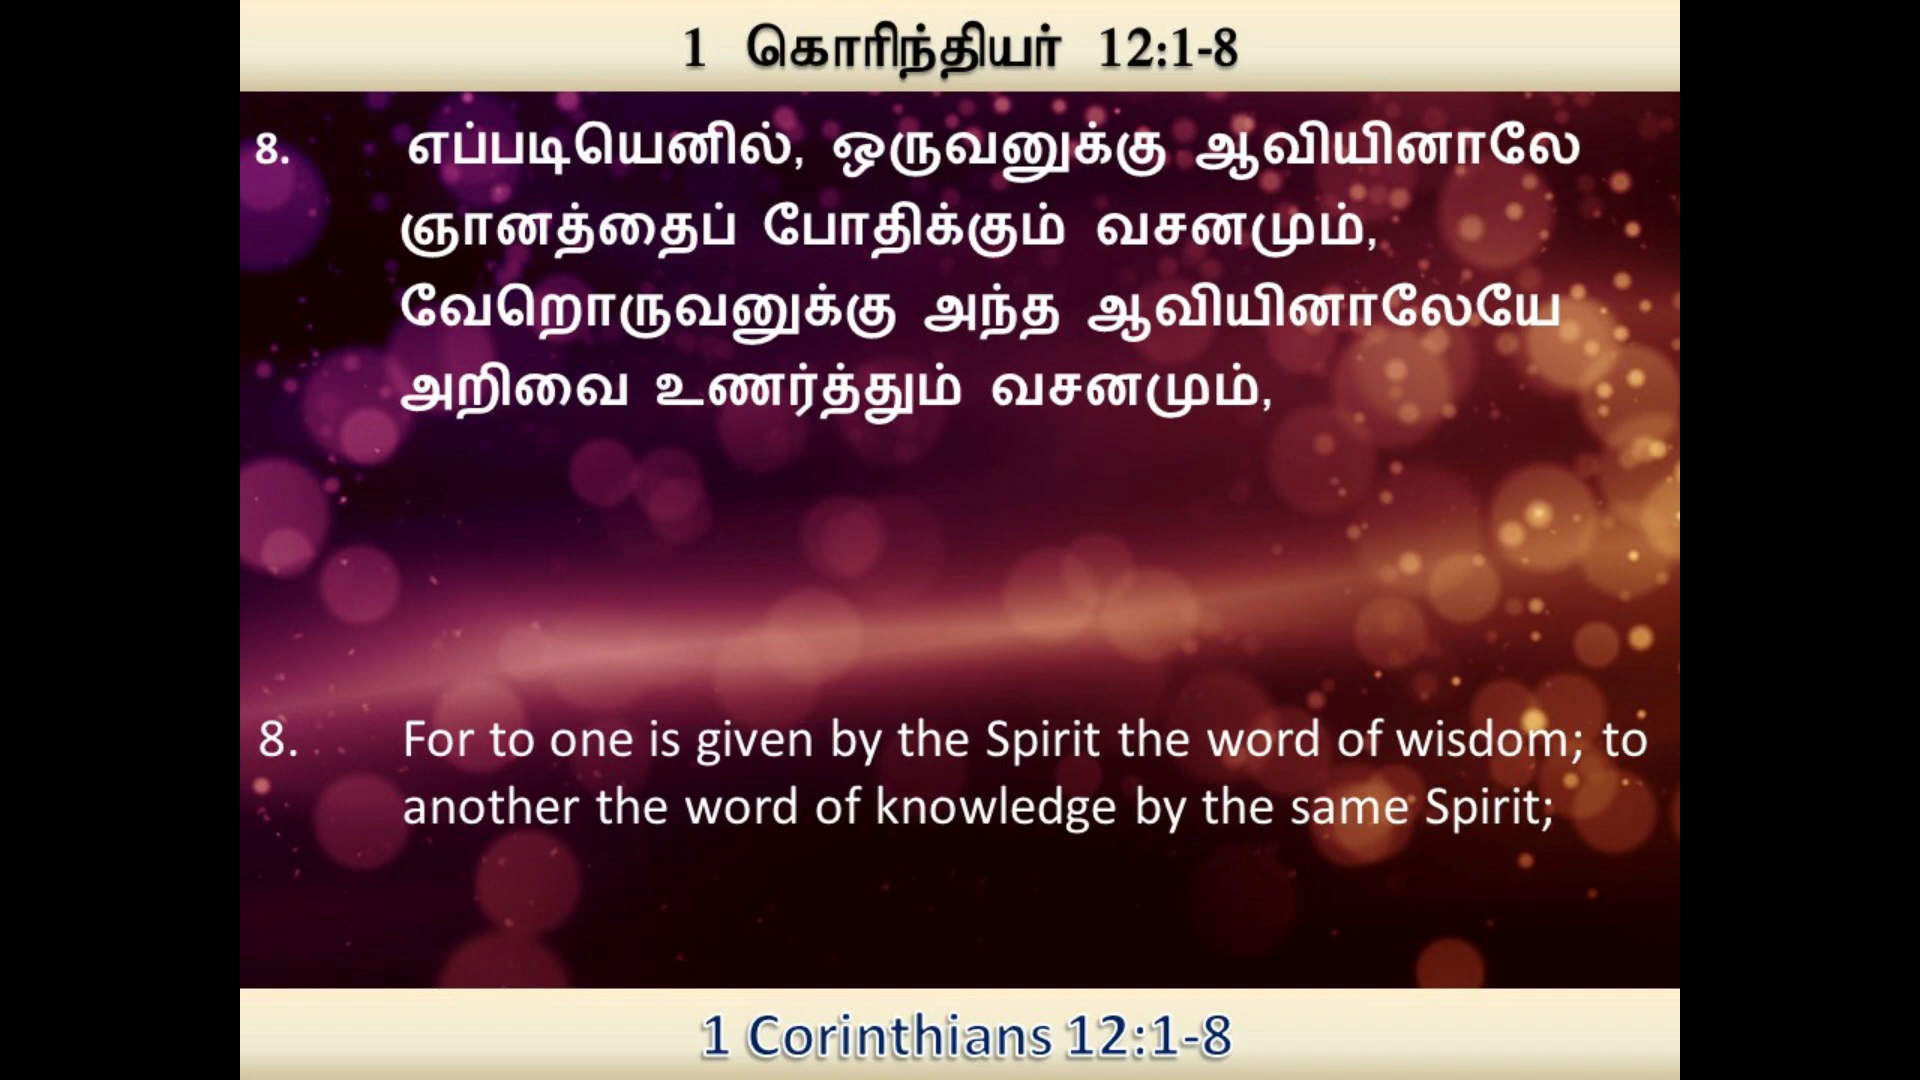 1 கொரிந்தியர் 12:1-8
8. எப்படியெனில், ஒருவனுக்கு ஆவியினாலே
ஞானத்தைப் போதிக்கும் வசனமும்,
வேறொருவனுக்கு அந்த ஆவியினாலேயே
அறிவை உணர்த்தும் வசனமும்,
8. For to one is given by the Spirit the word of wisdom; to
another the word of knowledge by the same Spirit;
1 Corinthians 12:1-8